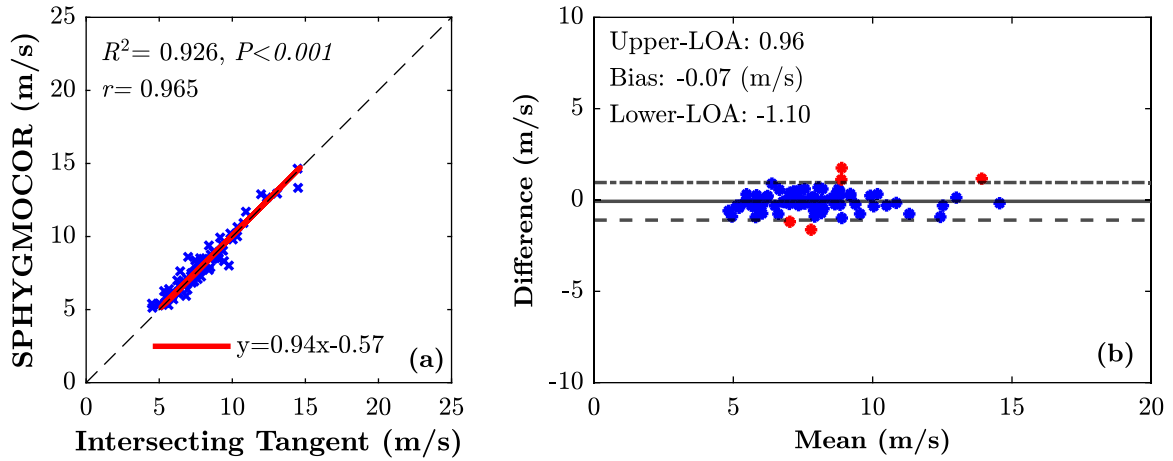 25
20
15
10
5
0
SPHYGMOCOR (m/s)
R²= 0.926, P<0.001
r= 0.965
y=0.94x-0.57
(a)
0 5 10 15 20 25
Intersecting Tangent (m/s)
10
5
0
-5
-10
Difference (m/s)
Upper-LOA: 0.96
Bias: -0.07 (m/s)
Lower-LOA: -1.10
(b)
0 5 10 15 20
Mean (m/s)